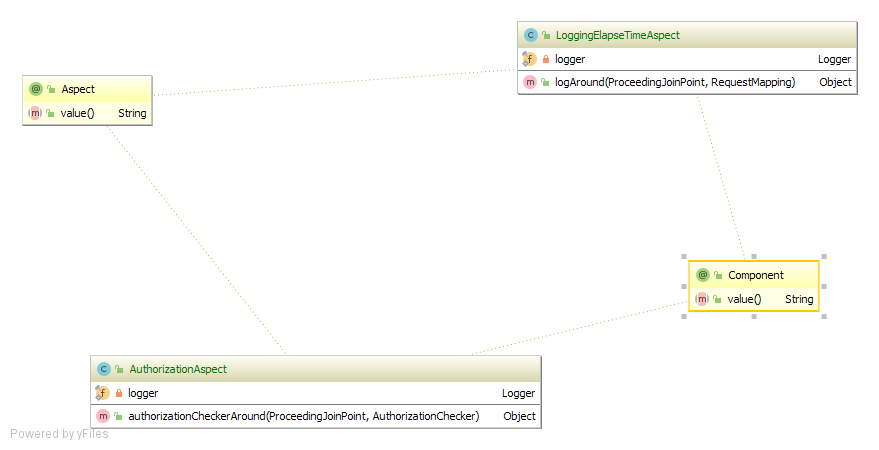 LoggingElapseTimeAspect
logger Logger
logAround(ProceedingJoinPoint, RequestMapping) Object
Aspect
value() String
Component
value() String
AuthorizationAspect
logger Logger
authorizationCheckerAround(ProceedingJoinPoint, AuthorizationChecker) Object
Powered by yFiles